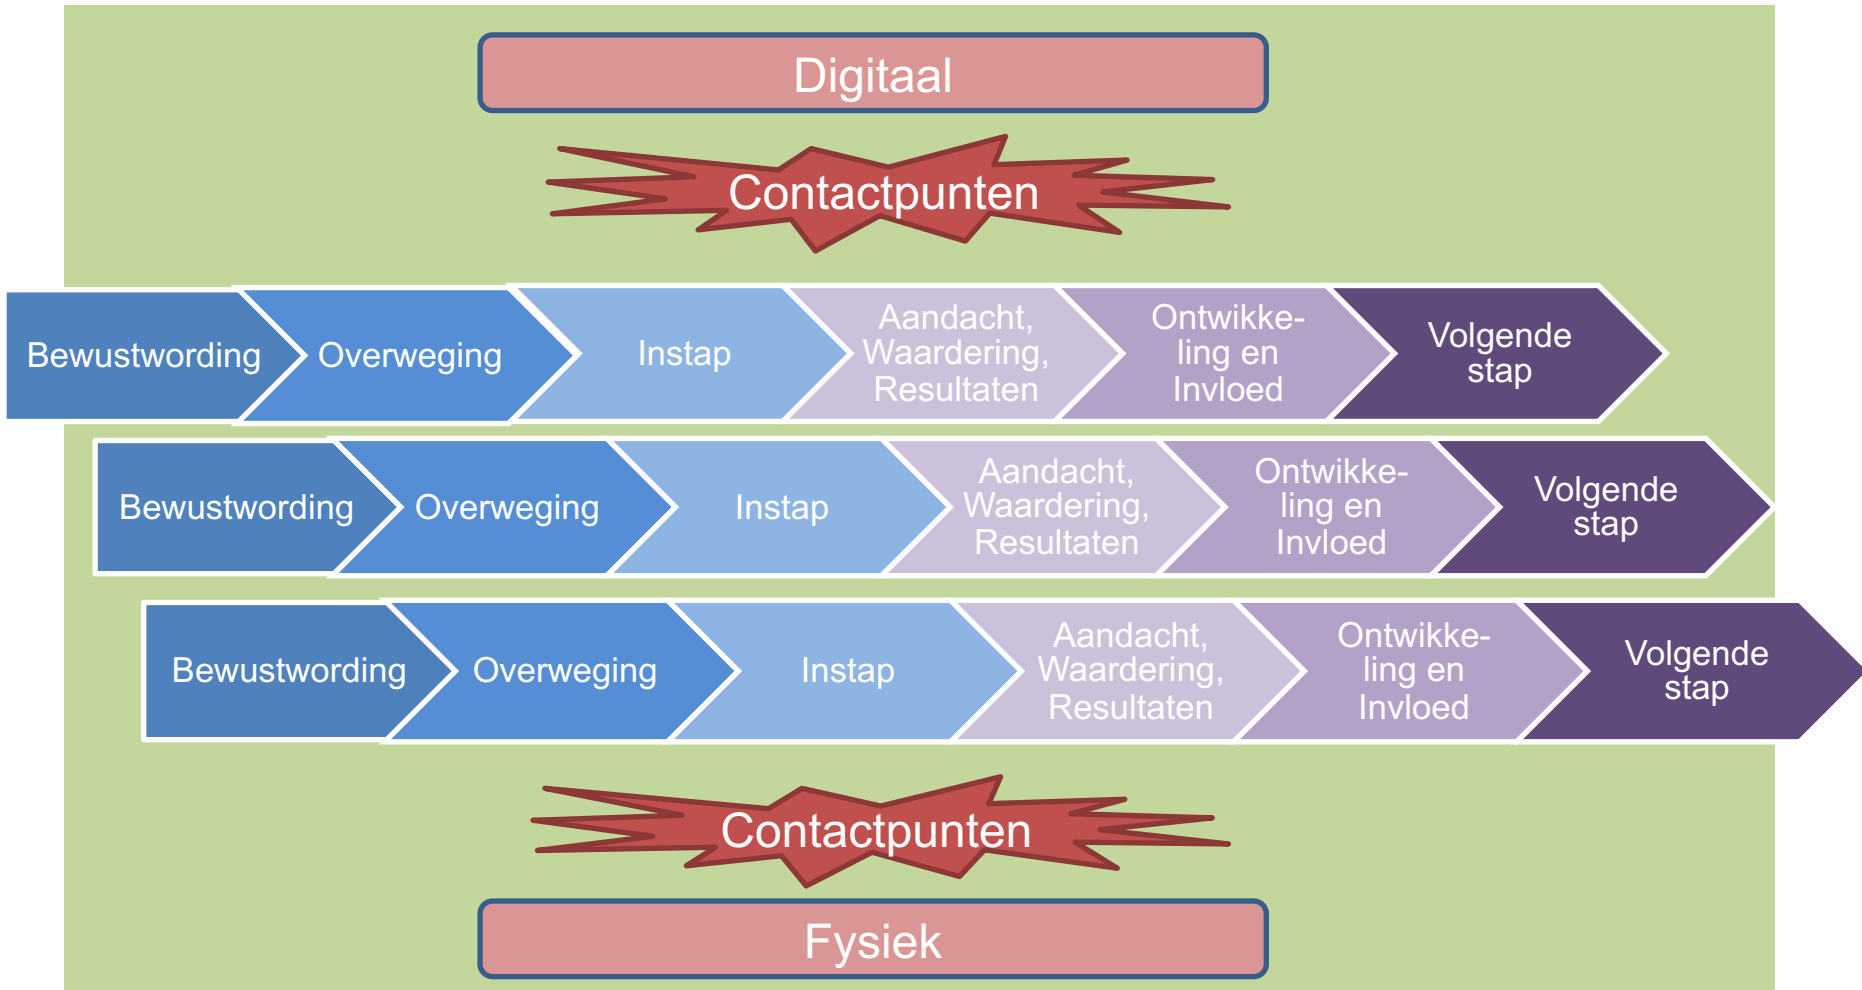 Digitaal
Contactpunten
Bewustwording
Overweging
Instap
Aandacht,
Waardering,
Resultaten
Ontwikke-
ling en
Invloed
Volgende
stap
Bewustwording
Overweging
Instap
Aandacht,
Waardering,
Resultaten
Ontwikke-
ling en
Invloed
Volgende
stap
Bewustwording
Overweging
Instap
Aandacht,
Waardering,
Resultaten
Ontwikke-
ling en
Invloed
Volgende
stap
Contactpunten
Fysiek